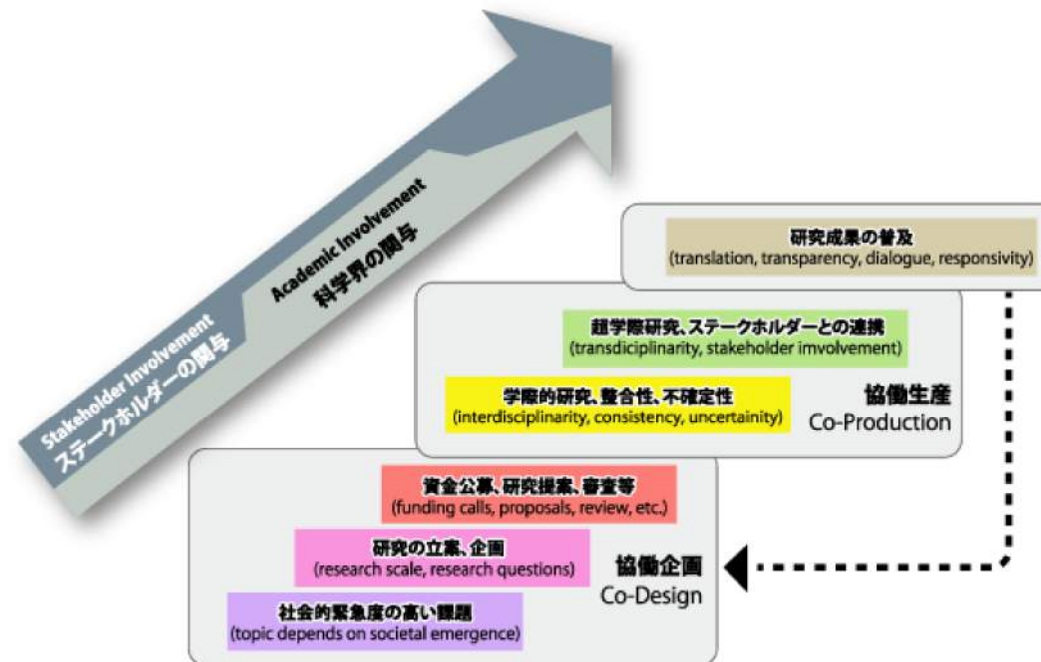 Stakeholder Involvement
ステークホルダーの関与
Academic Involvement
科学界の関与
研究成果の普及
(translation, transparency, dialogue, responsivity)
超学際研究、ステークホルダーとの連携
(transdiciplinarity, stakeholder imvolvement)
学際的研究、整合性、不確定性
(interdisciplinarity, consistency, uncertainity)
協働生産
Co-Production
資金公募、研究提案、審査等
(funding calls, proposals, review, etc.)
研究の立案、企画
(research scale, research questions)
協働企画
Co-Design
社会的緊急度の高い課題
(topic depends on societal emergence)